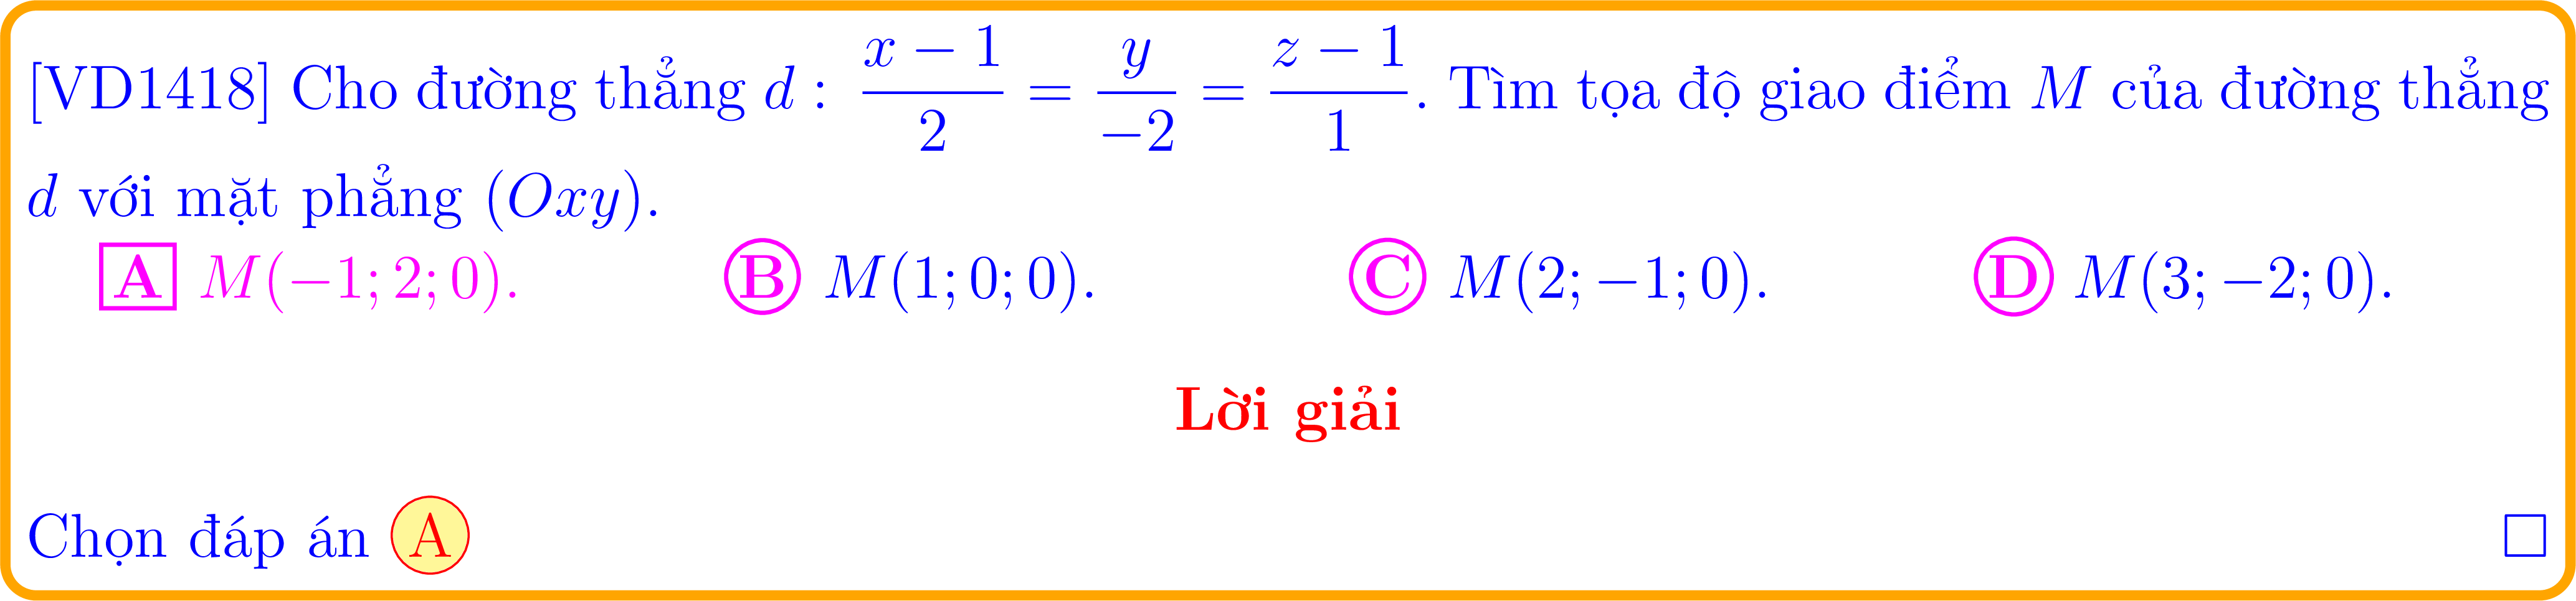 [VD1418] Cho đường thẳng d : \frac{x − 1}{2} = \frac{y}{−2} = \frac{z − 1}{1}. Tìm tọa độ giao điểm M của đường thẳng
d với mặt phẳng (Oxy).
A M(−1; 2; 0). B M(1; 0; 0). C M(2; −1; 0). D M(3; −2; 0).
Lời giải
Chọn đáp án A □